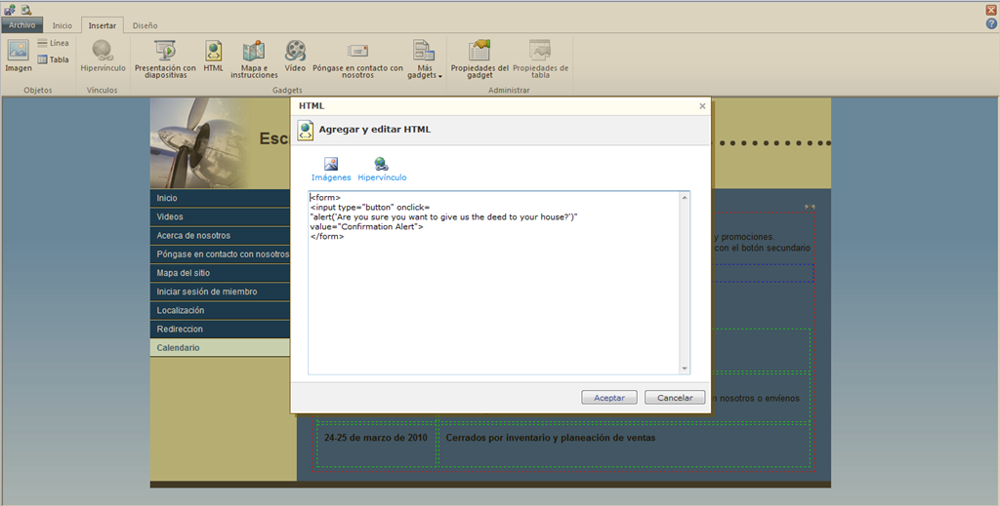 Archivo Inicio Insertar Diseño
Imagen
Línea
Tabla
Hipervínculo
Presentación con diapositivas
HTML
Mapa e instrucciones
Vídeo
Póngase en contacto con nosotros
Más gadgets
Propiedades del gadget
Propiedades de tabla
Objetos Vínculos Gadgets Administrar
HTML
Agregar y editar HTML
Imágenes Hipervínculo
<form>
<input type="button" onclick=
"alert('Are you sure you want to give us the deed to your house?')"
value="Confirmation Alert">
</form>
Aceptar Cancelar
Esc
Inicio
Videos
Acerca de nosotros
Póngase en contacto con nosotros
Mapa del sitio
Iniciar sesión de miembro
Localización
Redireccion
Calendario
y promociones.
con el botón secundario
n nosotros o envíenos
24-25 de marzo de 2010 Cerrados por inventario y planeación de ventas